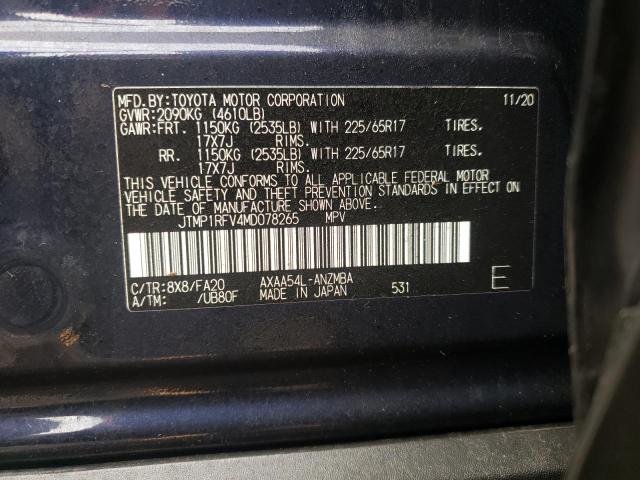 MFD.BY:TOYOTA MOTOR CORPORATION 11/20
GVWR:2090KG (4610LB)
GAWR:FRT. 1150KG (2535LB) WITH 225/65R17 TIRES.
17X7J RIMS.
RR. 1150KG (2535LB) WITH 225/65R17 TIRES.
17X7J RIMS.
THIS VEHICLE CONFORMS TO ALL APPLICABLE FEDERAL MOTOR
VEHICLE SAFETY AND THEFT PREVENTION STANDARDS IN EFFECT ON
THE DATE OF MANUFACTURE SHOWN ABOVE.
JTMP1RFV4MD078265 MPV
C/TR:8X8/FA20 AXAA54L-ANZMBA
A/TM: /UB80F MADE IN JAPAN 531 E